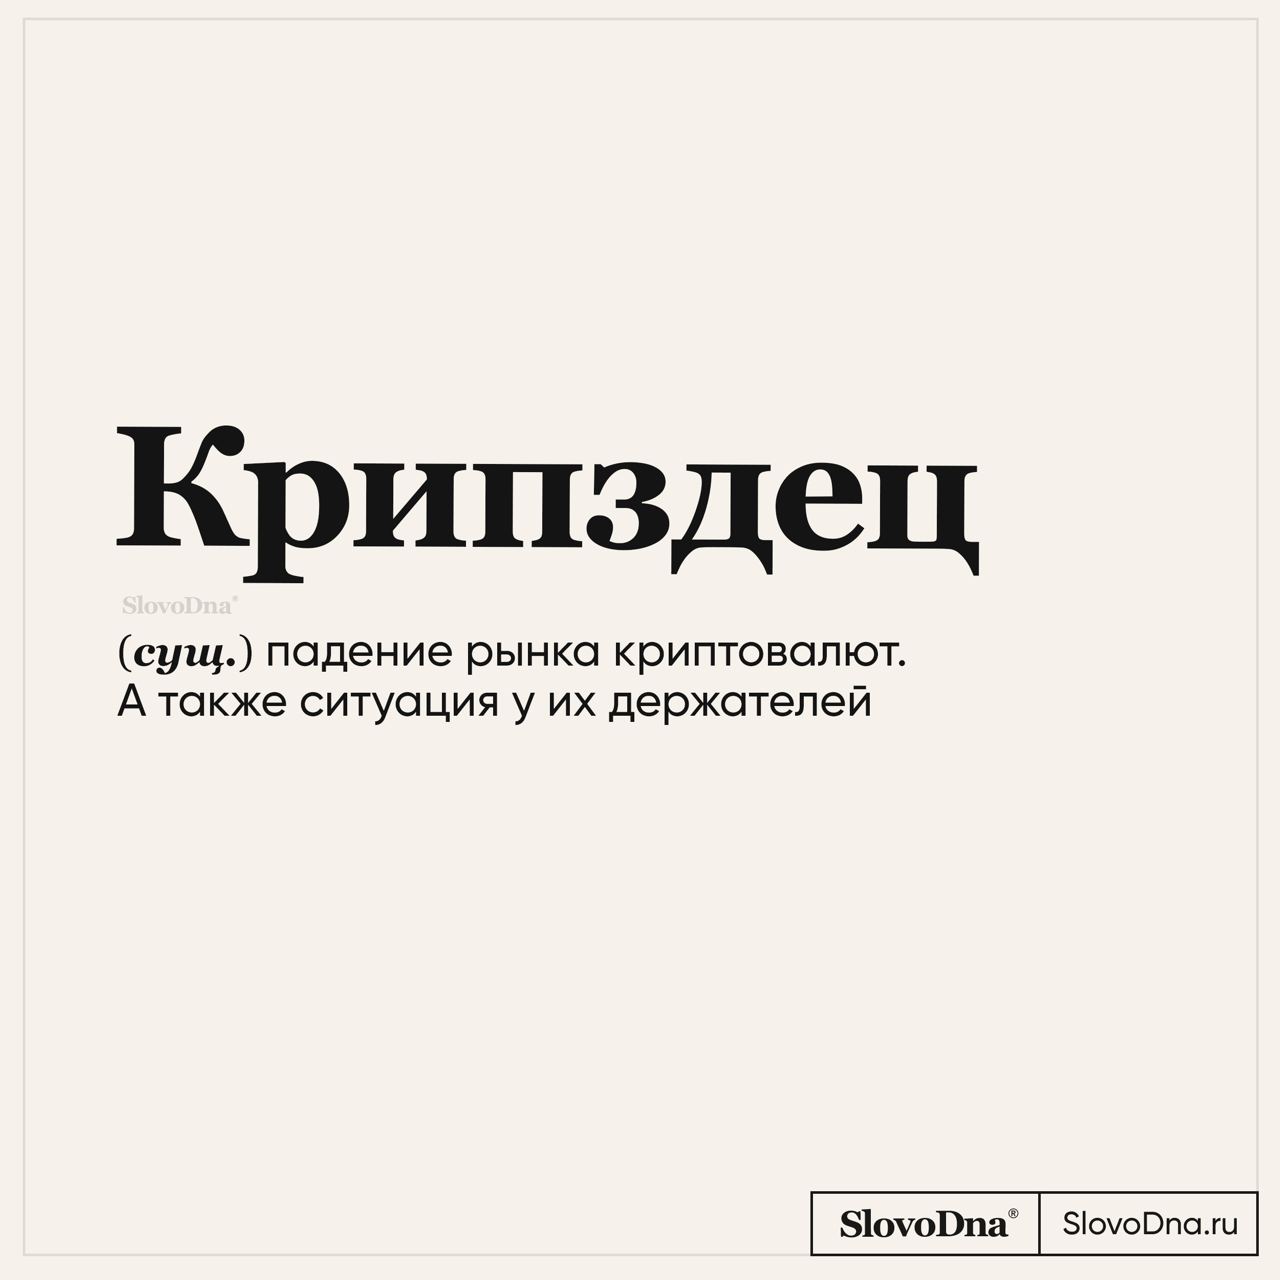 Крипздец
SlovoDna®
(сущ.) падение рынка криптовалют.
А также ситуация у их держателей
SlovoDna® SlovoDna.ru